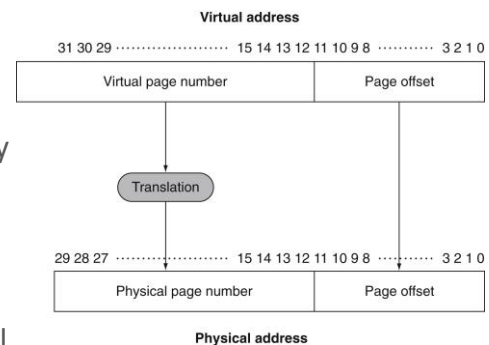 Virtual address
31 30 29 ························ 15 14 13 12 11 10 9 8 ··········· 3 2 1 0
Virtual page number Page offset
y
Translation
29 28 27 ······················· 15 14 13 12 11 10 9 8 ··········· 3 2 1 0
Physical page number Page offset
l
Physical address